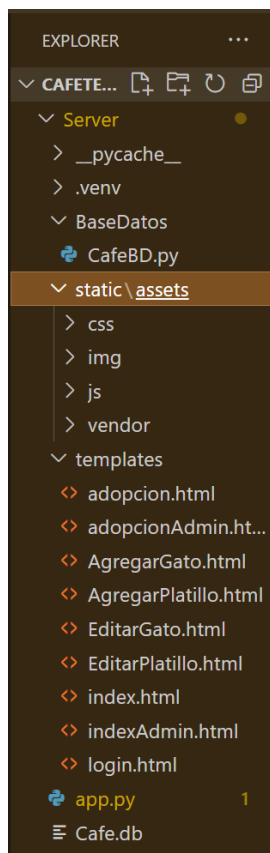 EXPLORER ...
CAFETE...
Server
__pycache__
.venv
BaseDatos
CafeBD.py
static\assets
css
img
js
vendor
templates
adopcion.html
adopcionAdmin.ht...
AgregarGato.html
AgregarPlatillo.html
EditarGato.html
EditarPlatillo.html
index.html
indexAdmin.html
login.html
app.py 1
Cafe.db